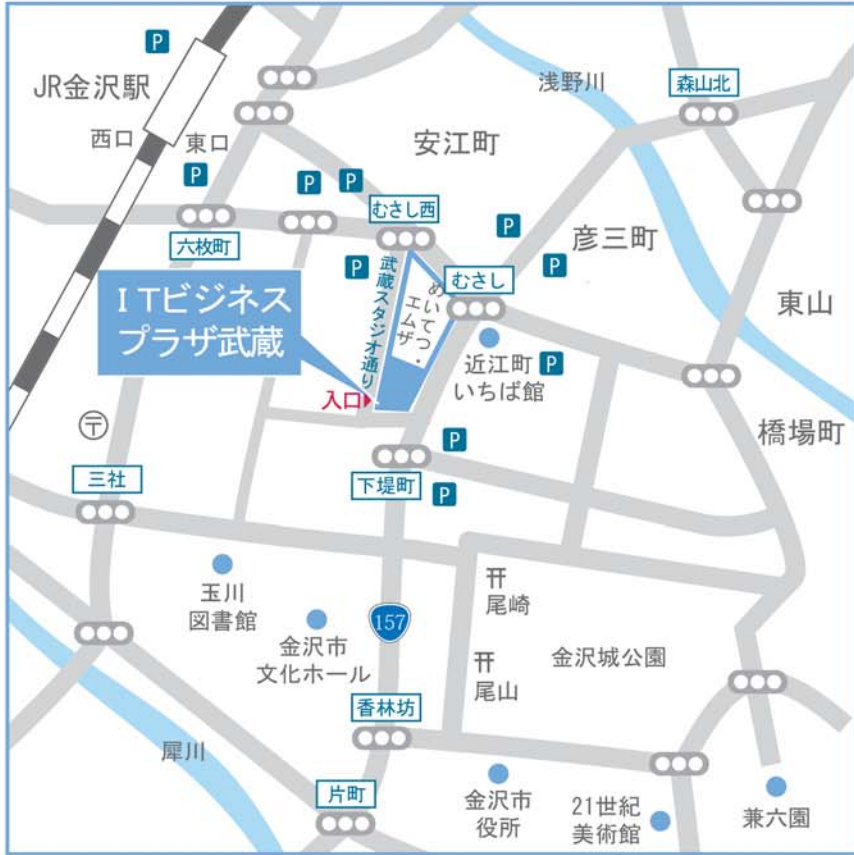 P
JR金沢駅
西口
東口
浅野川
森山北
安江町
P
P
P
むさし西
六枚町
P
P
彦三町
P
むさし
東山
ITビジネス
プラザ武蔵
武蔵スタジオ通り
めいてつ・
エムザ
近江町
いちば館
P
入口
橋場町
〒
P
三社
下堤町
P
玉川
図書館
尾崎
157
金沢市
文化ホール
尾山
金沢城公園
香林坊
犀川
片町
金沢市
役所
21世紀
美術館
兼六園